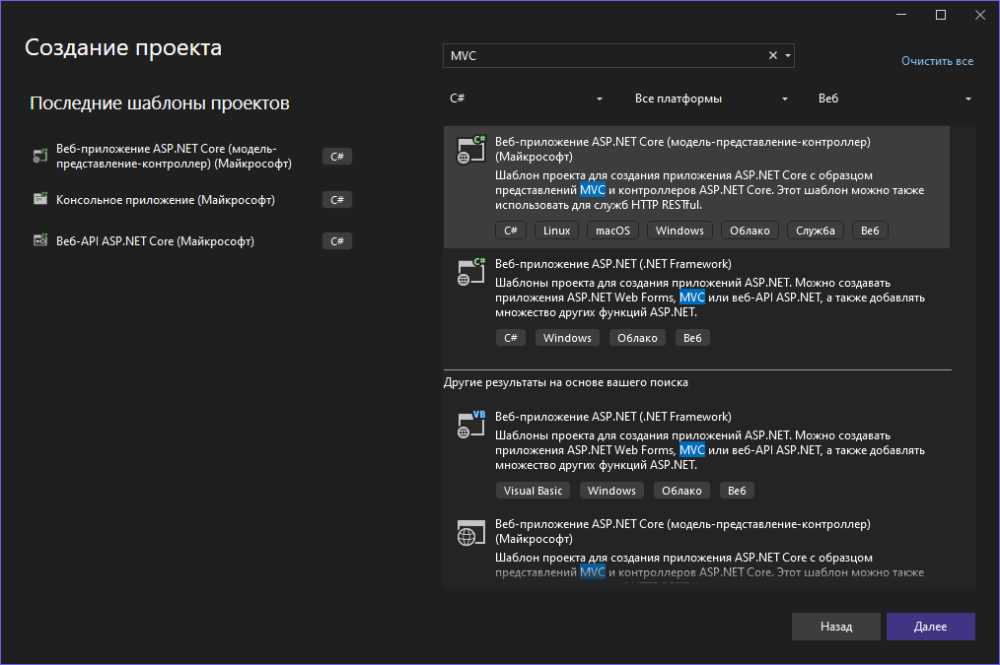 Создание проекта
MVC
Очистить все
C#
Все платформы
Веб
Последние шаблоны проектов
Веб-приложение ASP.NET Core (модель-
представление-контроллер) (Майкрософт)
C#
Консольное приложение (Майкрософт)
C#
Веб-API ASP.NET Core (Майкрософт)
C#
C#
Веб-приложение ASP.NET Core (модель-представление-контроллер)
(Майкрософт)
Шаблон проекта для создания приложения ASP.NET Core с образцом
представлений MVC и контроллеров ASP.NET Core. Этот шаблон можно также
использовать для служб HTTP RESTful.
C#
Linux
macOS
Windows
Облако
Служба
Веб
C#
Веб-приложение ASP.NET (.NET Framework)
Шаблоны проекта для создания приложений ASP.NET. Можно создавать
приложения ASP.NET Web Forms, MVC или веб-API ASP.NET, а также добавлять
множество других функций ASP.NET.
C#
Windows
Облако
Веб
Другие результаты на основе вашего поиска
VB
Веб-приложение ASP.NET (.NET Framework)
Шаблоны проекта для создания приложений ASP.NET. Можно создавать
приложения ASP.NET Web Forms, MVC или веб-API ASP.NET, а также добавлять
множество других функций ASP.NET.
Visual Basic
Windows
Облако
Веб
Веб-приложение ASP.NET Core (модель-представление-контроллер)
(Майкрософт)
Шаблон проекта для создания приложения ASP.NET Core с образцом
представлений MVC и контроллеров ASP.NET Core. Этот шаблон можно также
Назад
Далее